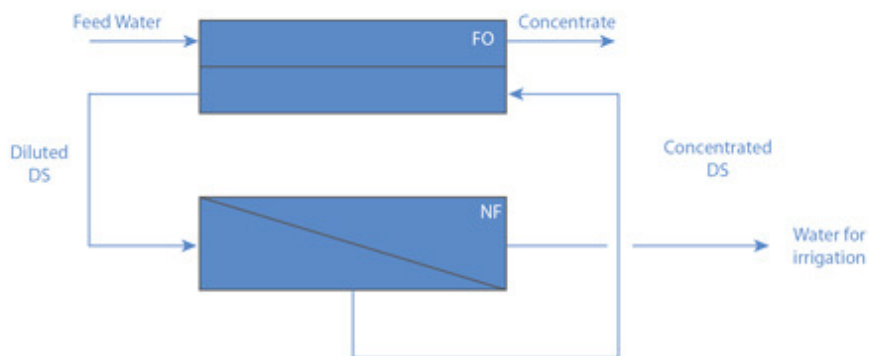 Feed Water
FO
Concentrate
Diluted
DS
Concentrated
DS
NF
Water for
irrigation